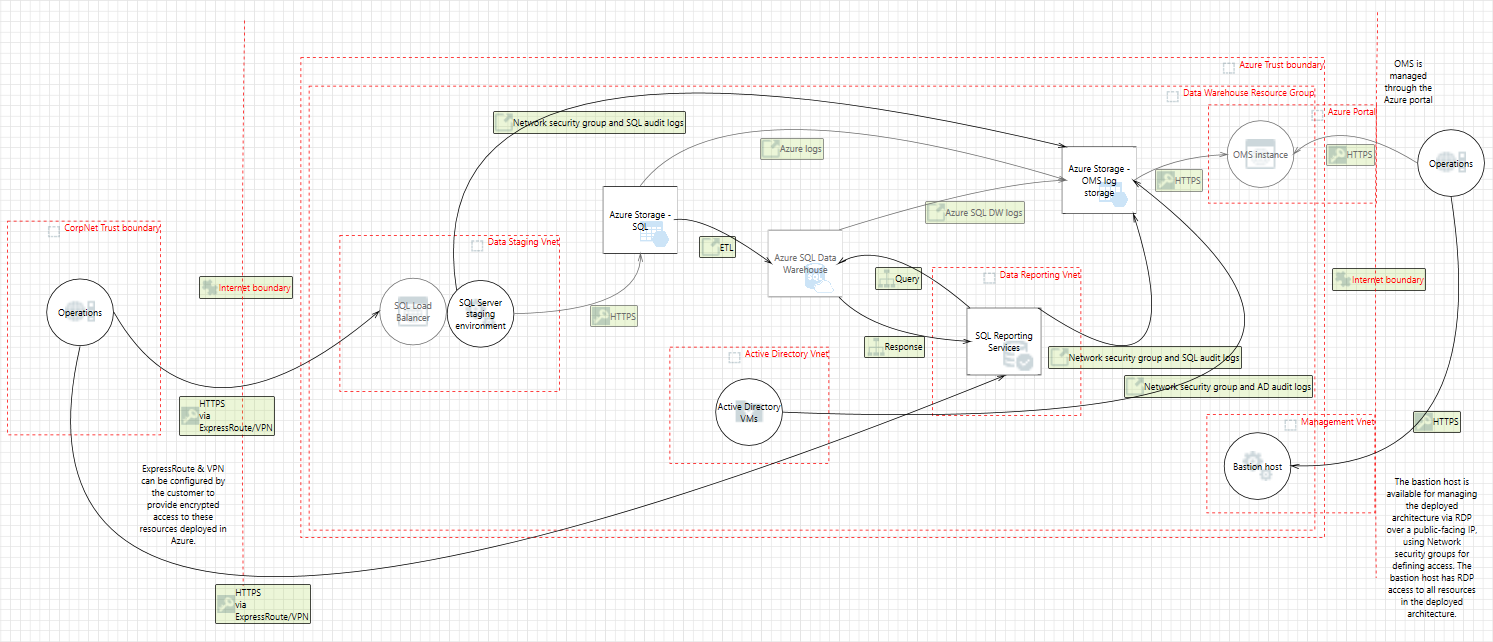 Azure Trust boundary
OMS is
managed
through the
Azure portal
Data Warehouse Resource Group
Azure Portal
Network security group and SQL audit logs
Azure logs
HTTPS
OMS instance
HTTPS
Operations
Azure Storage -
OMS log
storage
HTTPS
Azure Storage -
SQL
Azure SQL DW logs
CorpNet Trust boundary
Data Staging Vnet
ETL
Azure SQL Data
Warehouse
Data Reporting Vnet
Query
Internet boundary
Internet boundary
Operations
SQL Load
Balancer
SQL Server
staging
environment
HTTPS
SQL Reporting
Services
Response
Active Directory Vnet
Network security group and SQL audit logs
Network security group and AD audit logs
HTTPS
via
ExpressRoute/VPN
Active Directory
VMs
Management Vnet
HTTPS
Bastion host
ExpressRoute & VPN
can be configured by
the customer to
provide encrypted
access to these
resources deployed in
Azure.
The bastion host is
available for managing
the deployed
architecture via RDP
over a public-facing IP,
using Network
security groups for
defining access. The
bastion host has RDP
access to all resources
in the deployed
architecture.
HTTPS
via
ExpressRoute/VPN